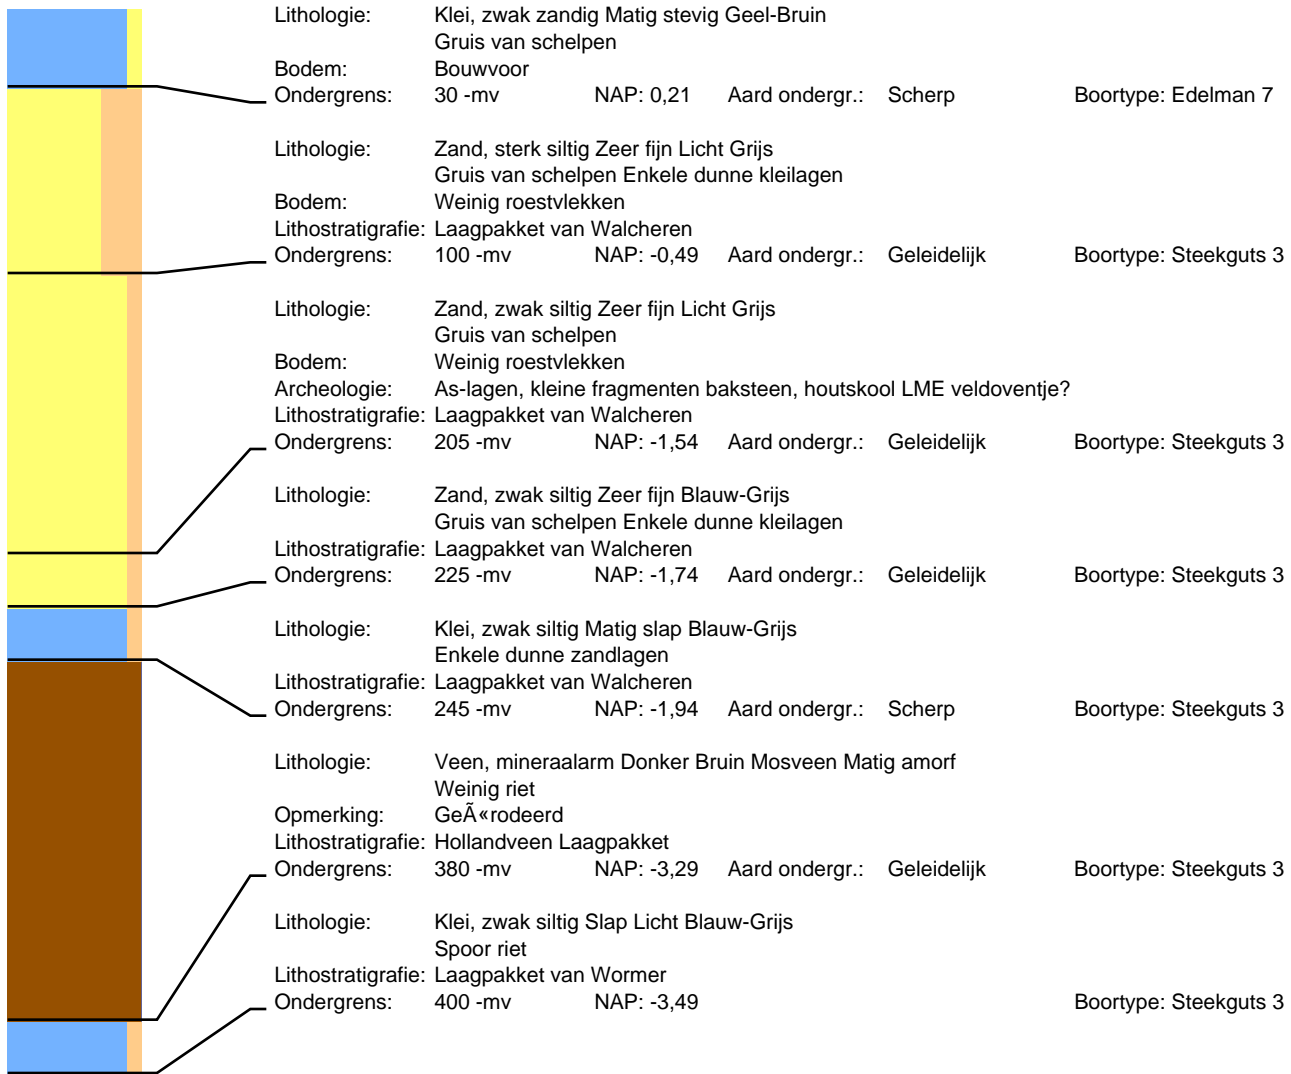 Lithologie: Klei, zwak zandig Matig stevig Geel-Bruin
Gruis van schelpen
Bodem: Bouwvoor
Ondergrens: 30 -mv NAP: 0,21 Aard ondergr.: Scherp Boortype: Edelman 7
Lithologie: Zand, sterk siltig Zeer fijn Licht Grijs
Gruis van schelpen Enkele dunne kleilagen
Bodem: Weinig roestvlekken
Lithostratigrafie: Laagpakket van Walcheren
Ondergrens: 100 -mv NAP: -0,49 Aard ondergr.: Geleidelijk Boortype: Steekguts 3
Lithologie: Zand, zwak siltig Zeer fijn Licht Grijs
Gruis van schelpen
Bodem: Weinig roestvlekken
Archeologie: As-lagen, kleine fragmenten baksteen, houtskool LME veldoventje?
Lithostratigrafie: Laagpakket van Walcheren
Ondergrens: 205 -mv NAP: -1,54 Aard ondergr.: Geleidelijk Boortype: Steekguts 3
Lithologie: Zand, zwak siltig Zeer fijn Blauw-Grijs
Gruis van schelpen Enkele dunne kleilagen
Lithostratigrafie: Laagpakket van Walcheren
Ondergrens: 225 -mv NAP: -1,74 Aard ondergr.: Geleidelijk Boortype: Steekguts 3
Lithologie: Klei, zwak siltig Matig slap Blauw-Grijs
Enkele dunne zandlagen
Lithostratigrafie: Laagpakket van Walcheren
Ondergrens: 245 -mv NAP: -1,94 Aard ondergr.: Scherp Boortype: Steekguts 3
Lithologie: Veen, mineraalarm Donker Bruin Mosveen Matig amorf
Weinig riet
Opmerking: GeÃ«rodeerd
Lithostratigrafie: Hollandveen Laagpakket
Ondergrens: 380 -mv NAP: -3,29 Aard ondergr.: Geleidelijk Boortype: Steekguts 3
Lithologie: Klei, zwak siltig Slap Licht Blauw-Grijs
Spoor riet
Lithostratigrafie: Laagpakket van Wormer
Ondergrens: 400 -mv NAP: -3,49 Boortype: Steekguts 3